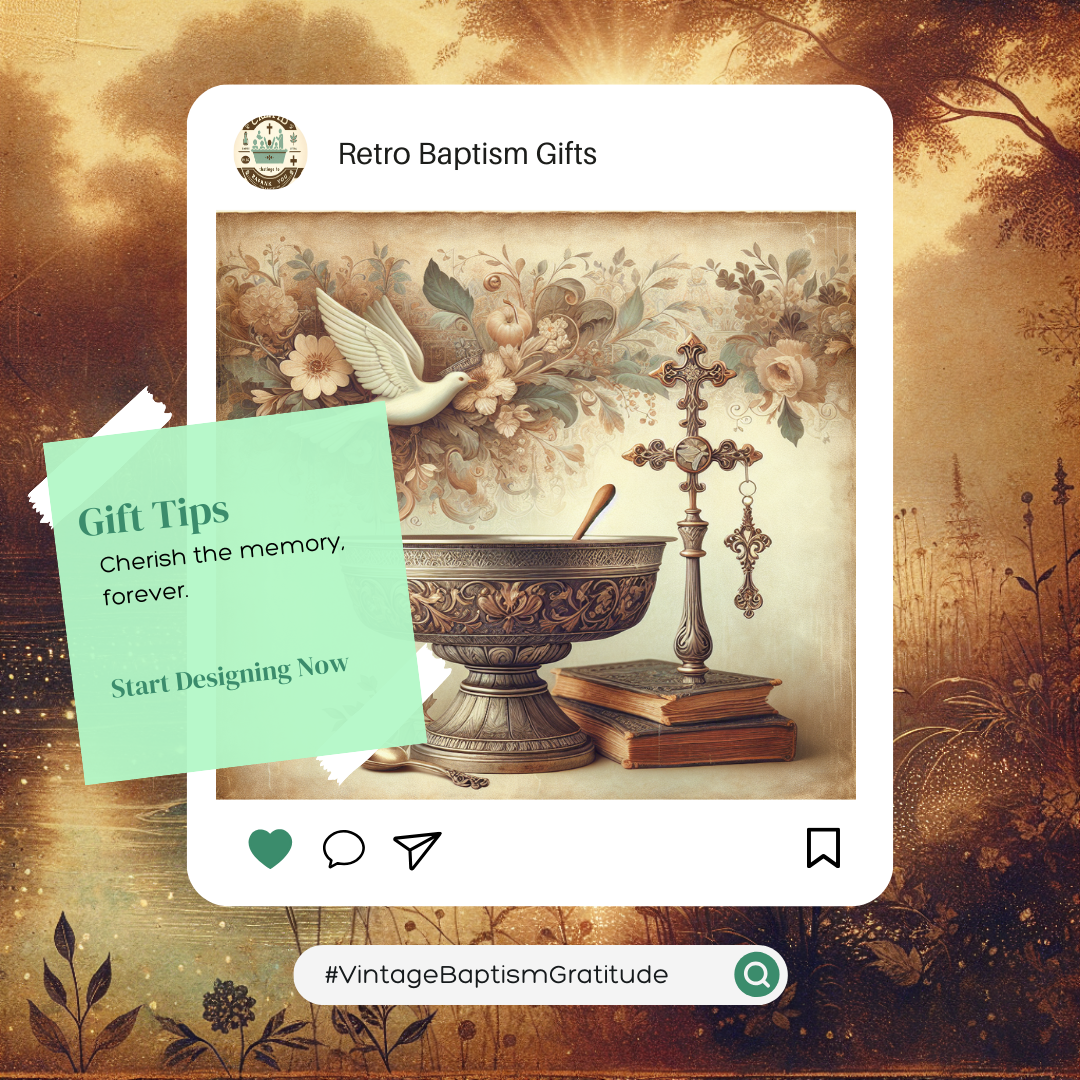 Retro Baptism Gifts
Gift Tips
Cherish the memory,
forever.
Start Designing Now
#VintageBaptismGratitude